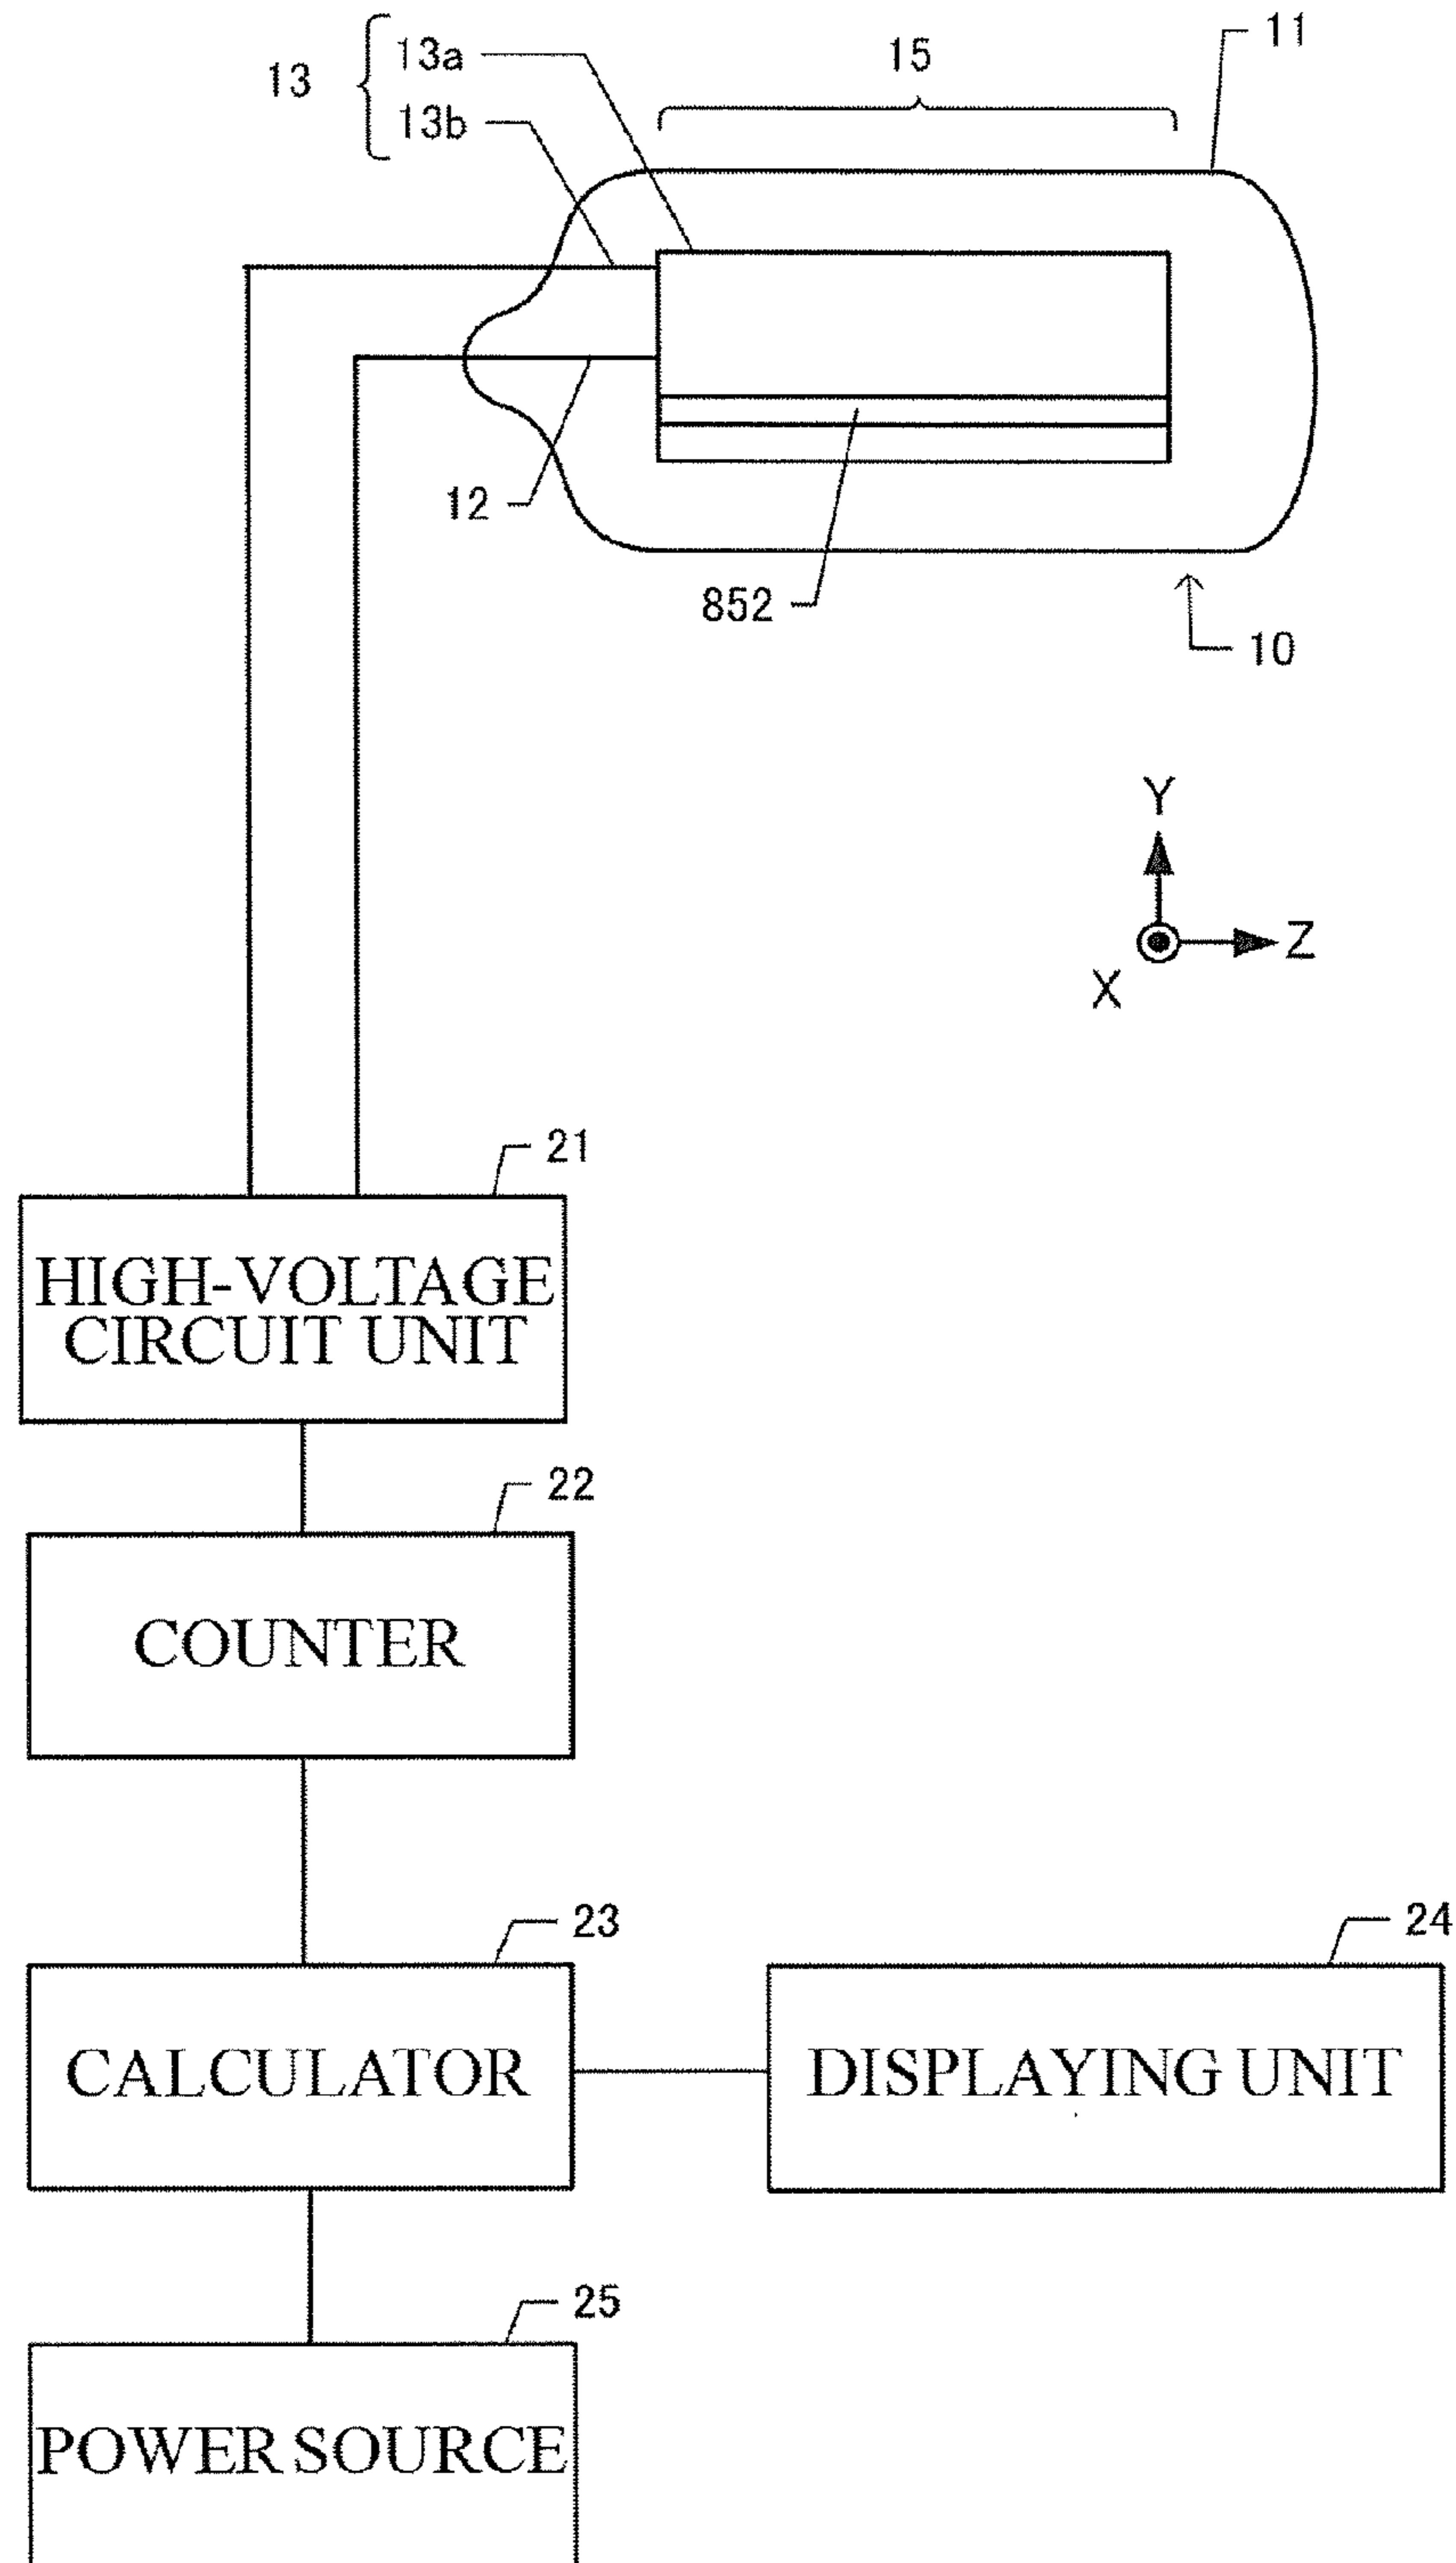 11
13a
15
13
13b
12
852
10
Y
Z
X
21
HIGH-VOLTAGE
CIRCUIT UNIT
22
COUNTER
23
24
CALCULATOR
DISPLAYING UNIT
25
POWER SOURCE